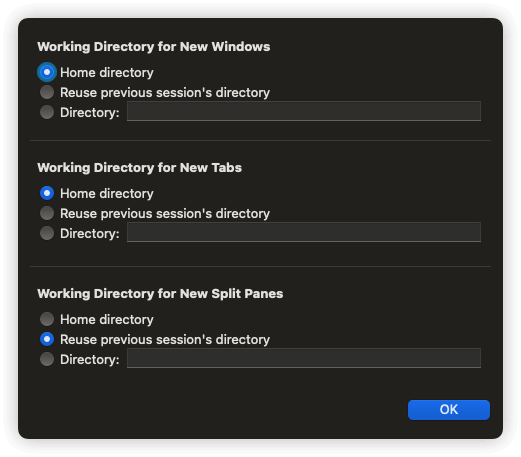 Working Directory for New Windows
Home directory
Reuse previous session's directory
Directory:
Working Directory for New Tabs
Home directory
Reuse previous session's directory
Directory:
Working Directory for New Split Panes
Home directory
Reuse previous session's directory
Directory:
OK